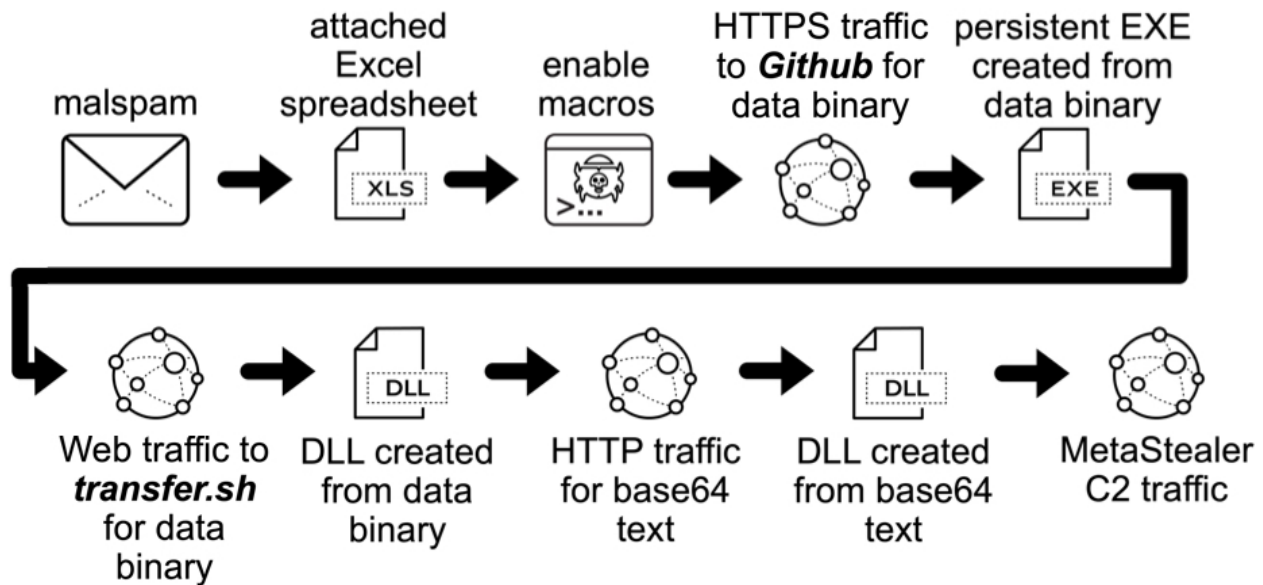 malspam
attached
Excel
spreadsheet
enable
macros
HTTPS traffic
to Github for
data binary
persistent EXE
created from
data binary
XLS
>...
EXE
DLL
DLL
Web traffic to
transfer.sh
for data
binary
DLL created
from data
binary
HTTP traffic
for base64
text
DLL created
from base64
text
MetaStealer
C2 traffic